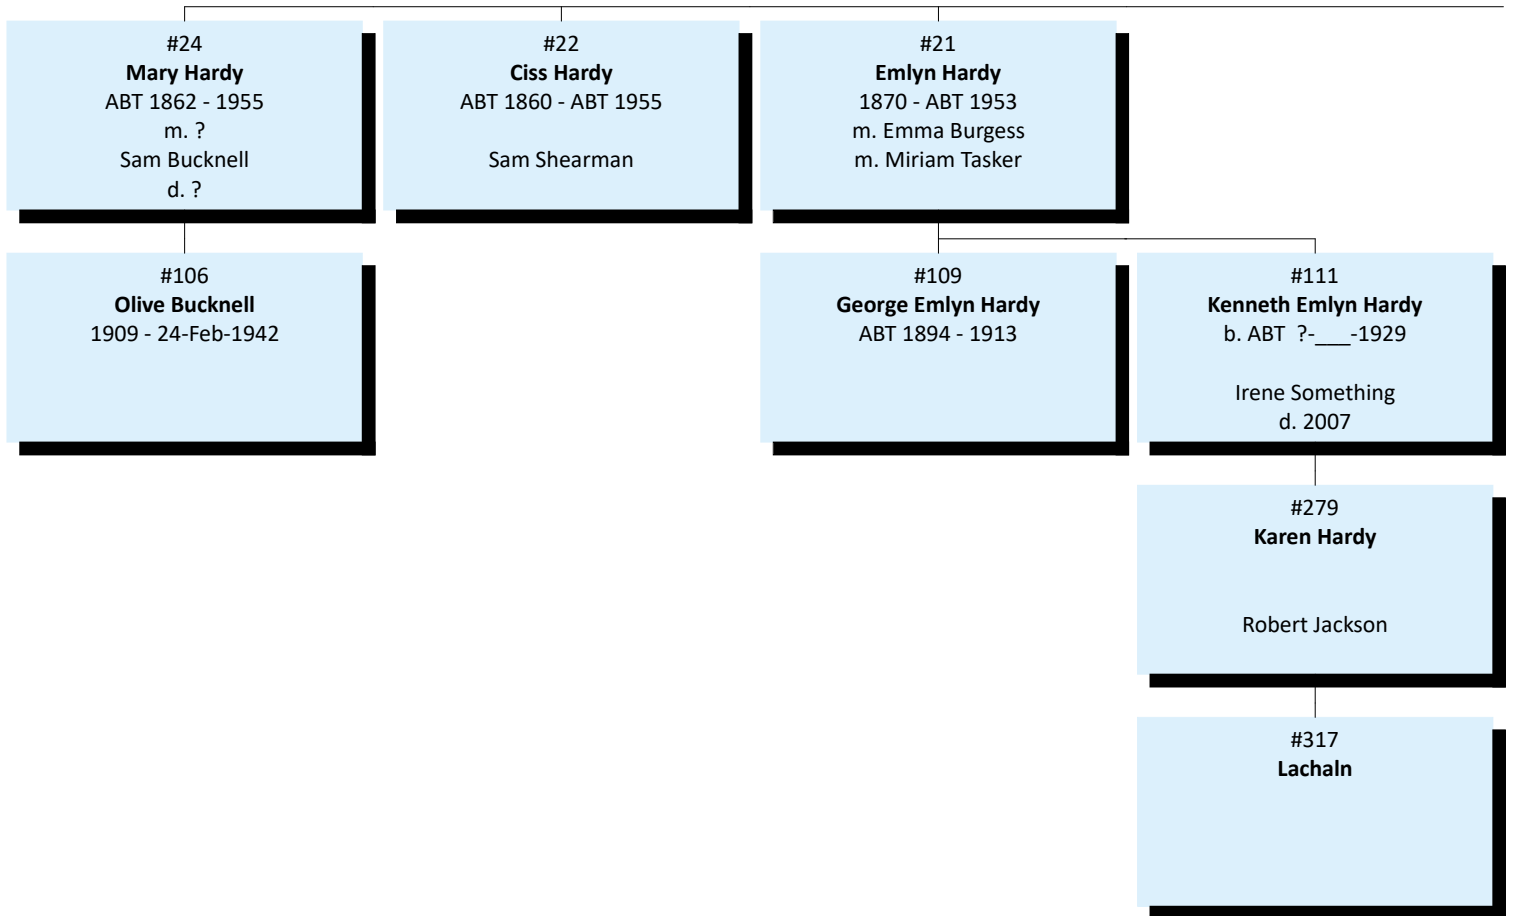 #24
Mary Hardy
ABT 1862 - 1955
m. ?
Sam Bucknell
d. ?
#22
Ciss Hardy
ABT 1860 - ABT 1955
Sam Shearman
#21
Emlyn Hardy
1870 - ABT 1953
m. Emma Burgess
m. Miriam Tasker
#106
Olive Bucknell
1909 - 24-Feb-1942
#109
George Emlyn Hardy
ABT 1894 - 1913
#111
Kenneth Emlyn Hardy
b. ABT  ?-___-1929
Irene Something
d. 2007
#279
Karen Hardy
Robert Jackson
#317
Lachaln